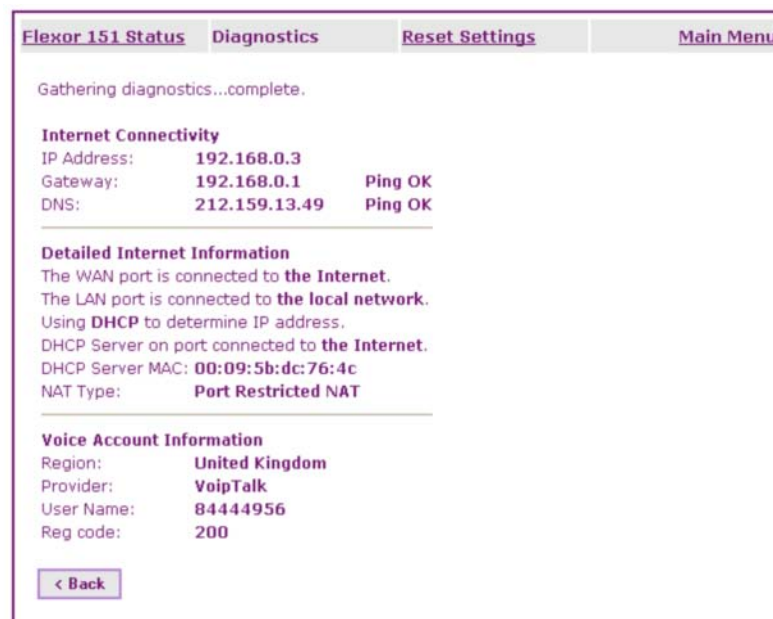 Flexor 151 Status Diagnostics Reset Settings Main Menu
Gathering diagnostics...complete.
Internet Connectivity
IP Address: 192.168.0.3
Gateway: 192.168.0.1 Ping OK
DNS: 212.159.13.49 Ping OK
Detailed Internet Information
The WAN port is connected to the Internet.
The LAN port is connected to the local network.
Using DHCP to determine IP address.
DHCP Server on port connected to the Internet.
DHCP Server MAC: 00:09:5b:dc:76:4c
NAT Type: Port Restricted NAT
Voice Account Information
Region: United Kingdom
Provider: VoipTalk
User Name: 84444956
Reg code: 200
< Back